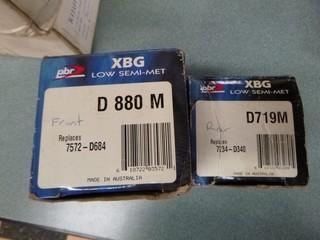 pbr
XBG
LOW SEMI-MET
D 880 M
Front
Replaces
7572-D684
MADE IN AUSTRALIA
pbr
XBG
LOW SEMI-MET
D719M
Rear
Replaces
7234-D340
MADE IN AUSTRALIA